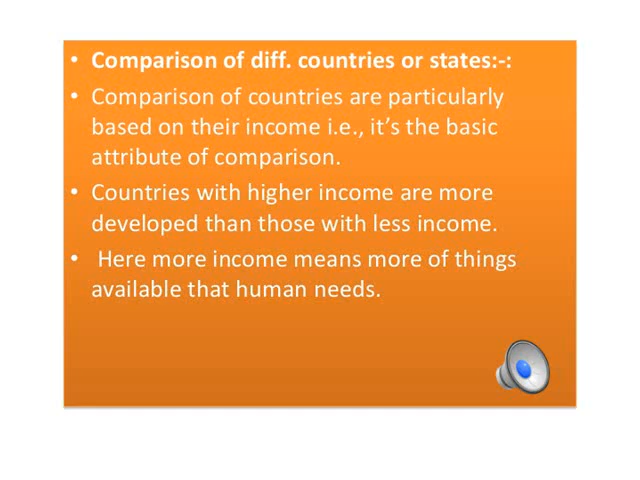 • Comparison of diff. countries or states:-:
• Comparison of countries are particularly
based on their income i.e., it’s the basic
attribute of comparison.
• Countries with higher income are more
developed than those with less income.
• Here more income means more of things
available that human needs.